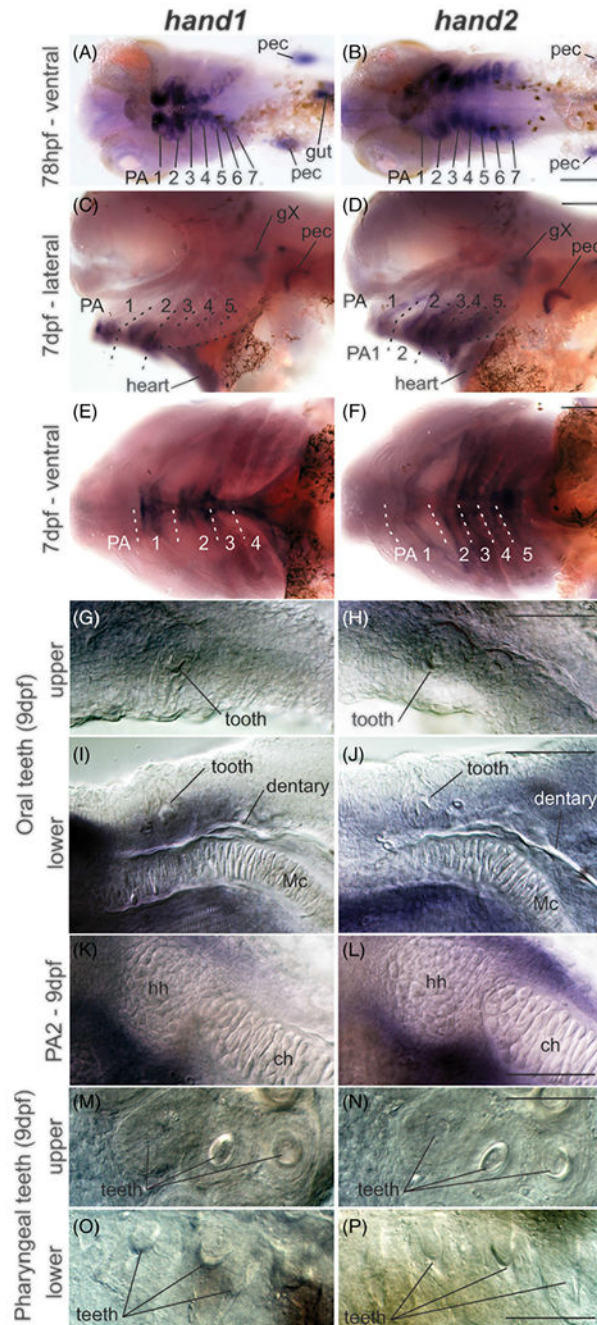 hand1 hand2
78hpf - ventral
(A) pec
PA 1 2 3 4 5 6 7 pec gut
(B) pec
PA 1 2 3 4 5 6 7 pec
7dpf - lateral
(C) gX pec
PA 1 2 3 4 5
heart
(D) gX pec
PA 1 2 3 4 5
PA1 2
heart
7dpf - ventral
(E)
PA 1 2 3 4
(F)
PA 1 2 3 4 5
Oral teeth (9dpf)
upper
(G) tooth
(H) tooth
lower
(I) tooth dentary Mc
(J) tooth dentary Mc
PA2 - 9dpf
(K) hh ch
(L) hh ch
Pharyngeal teeth (9dpf)
upper
(M) teeth
(N) teeth
lower
(O) teeth
(P) teeth